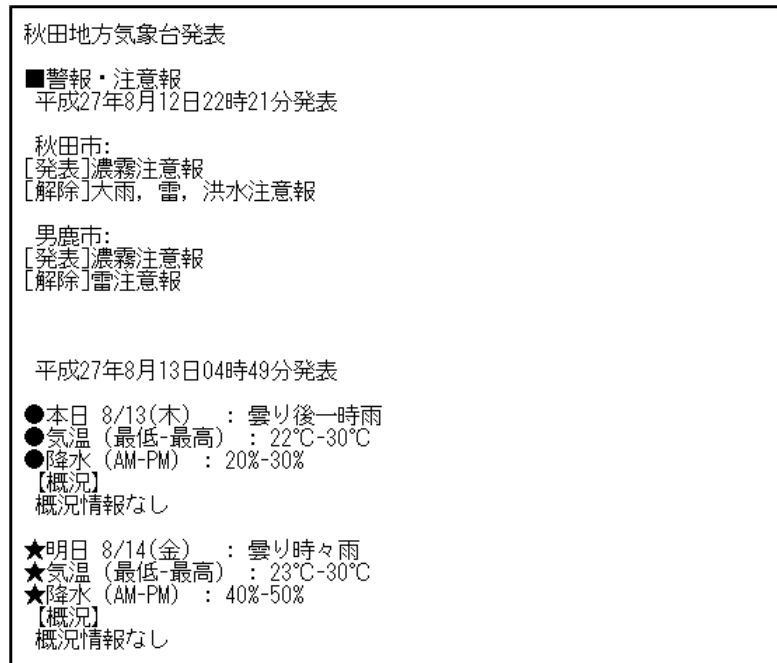 秋田地方気象台発表
■警報・注意報
平成27年8月12日22時21分発表
秋田市:
[発表]濃霧注意報
[解除]大雨, 雷, 洪水注意報
男鹿市:
[発表]濃霧注意報
[解除]雷注意報
平成27年8月13日04時49分発表
●本日 8/13(木) : 曇り後一時雨
●気温 (最低-最高) : 22℃-30℃
●降水 (AM-PM) : 20%-30%
【概況】
概況情報なし
★明日 8/14(金) : 曇り時々雨
★気温 (最低-最高) : 23℃-30℃
★降水 (AM-PM) : 40%-50%
【概況】
概況情報なし